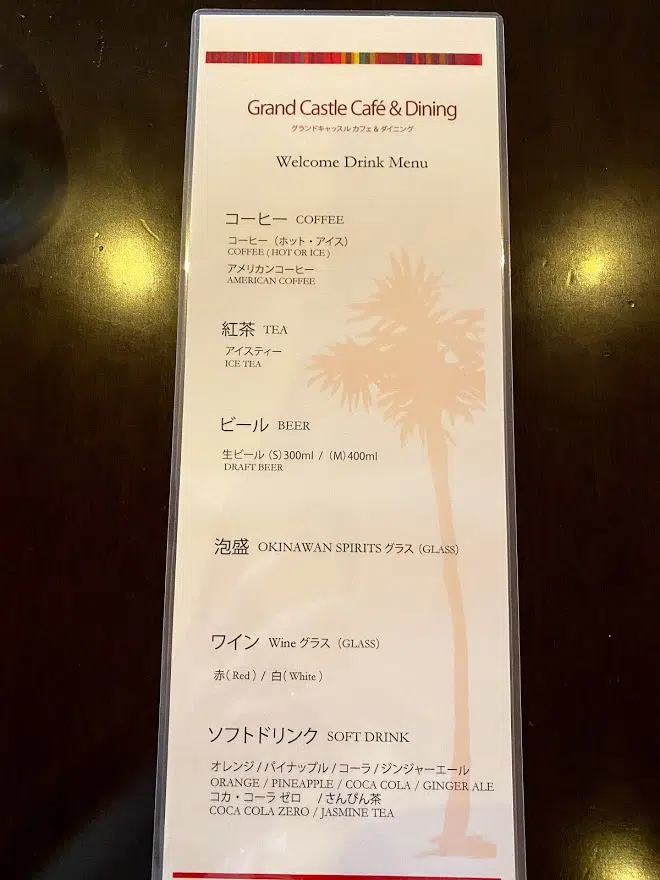 Grand Castle Café & Dining
グランドキャッスル カフェ & ダイニング
Welcome Drink Menu
コーヒー COFFEE
コーヒー（ホット・アイス）
COFFEE ( HOT OR ICE )
アメリカンコーヒー
AMERICAN COFFEE
紅茶 TEA
アイスティー
ICE TEA
ビール BEER
生ビール（S）300ml / （M）400ml
DRAFT BEER
泡盛 OKINAWAN SPIRITS グラス（GLASS）
ワイン Wine グラス（GLASS）
赤( Red ) / 白( White )
ソフトドリンク SOFT DRINK
オレンジ / パイナップル / コーラ / ジンジャーエール
ORANGE / PINEAPPLE / COCA COLA / GINGER ALE
コカ・コーラ ゼロ / さんぴん茶
COCA COLA ZERO / JASMINE TEA